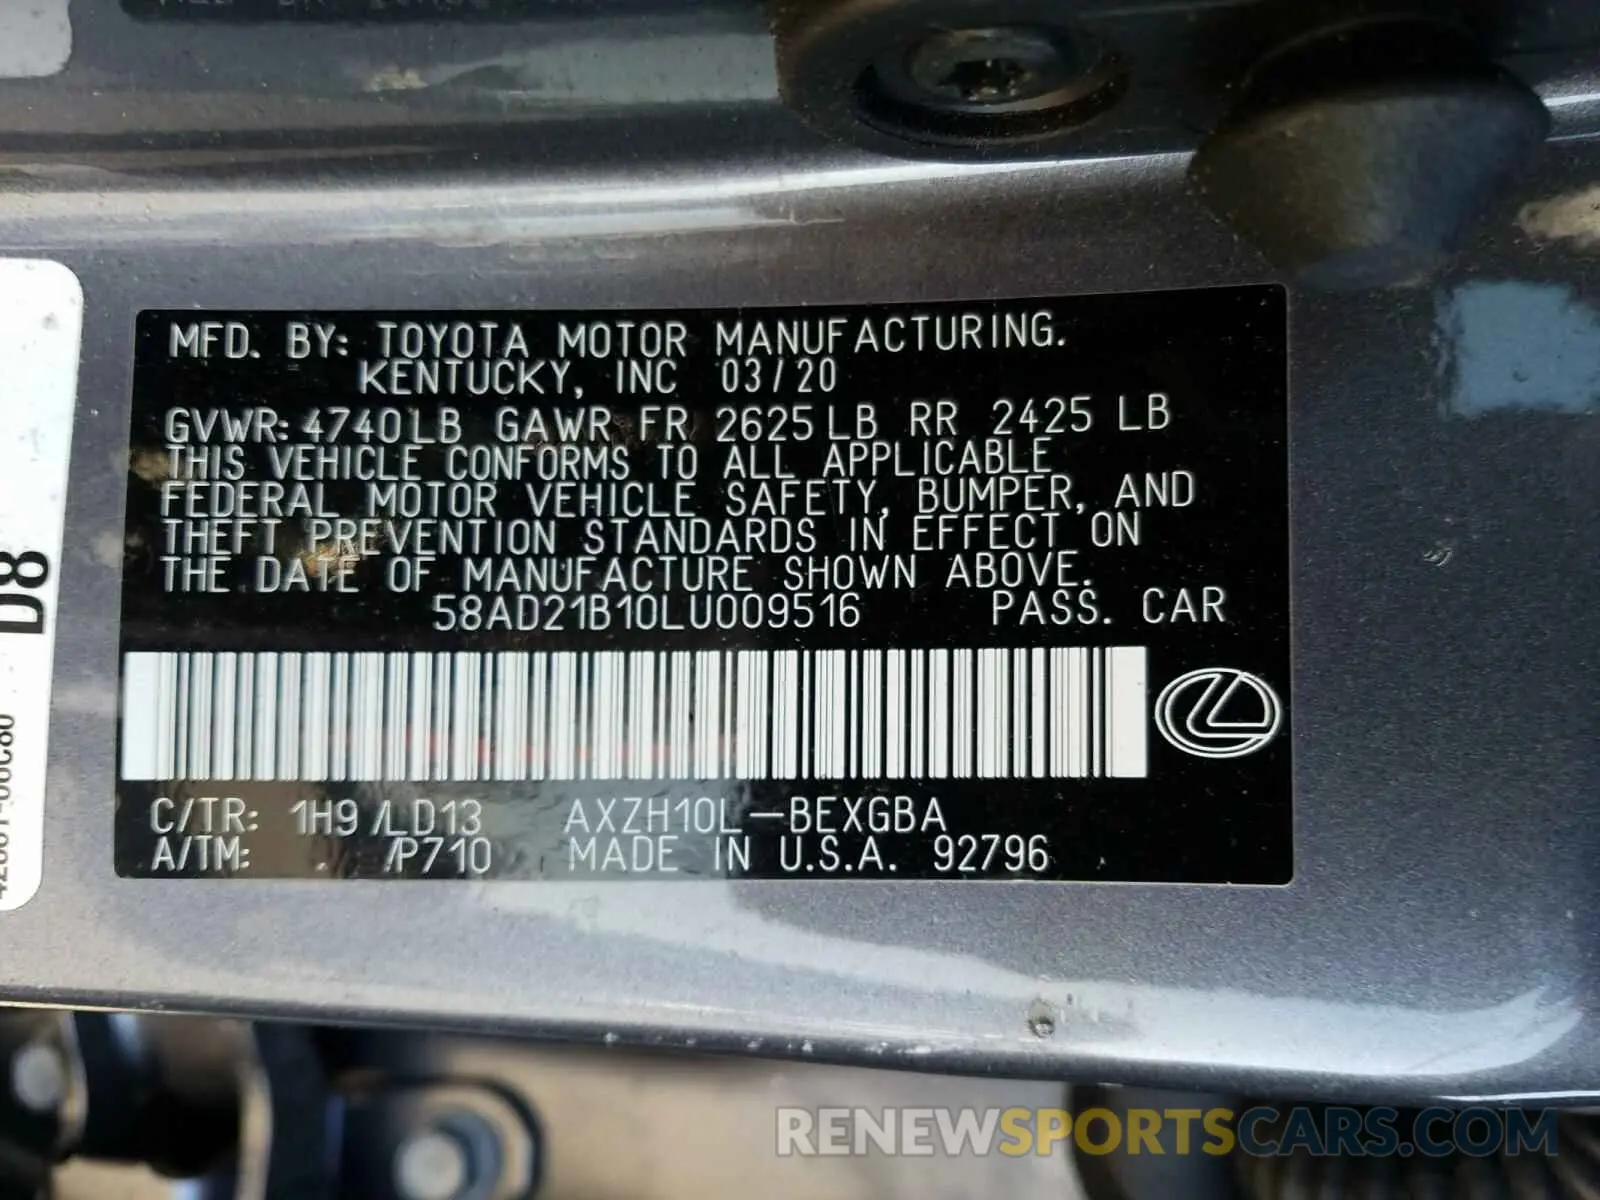 MFD. BY: TOYOTA MOTOR MANUFACTURING.
KENTUCKY, INC 03/20
GVWR: 4740LB GAWR FR 2625LB RR 2425 LB
THIS VEHICLE CONFORMS TO ALL APPLICABLE
FEDERAL MOTOR VEHICLE SAFETY, BUMPER, AND
THEFT PREVENTION STANDARDS IN EFFECT ON
THE DATE OF MANUFACTURE SHOWN ABOVE.
58AD21B10LU009516 PASS. CAR
C/TR: 1H9 /LD13 AXZH10L-BEXGBA
A/TM: . /P710 MADE IN U.S.A. 92796
D8
RENEWSPORTSCARS.COM